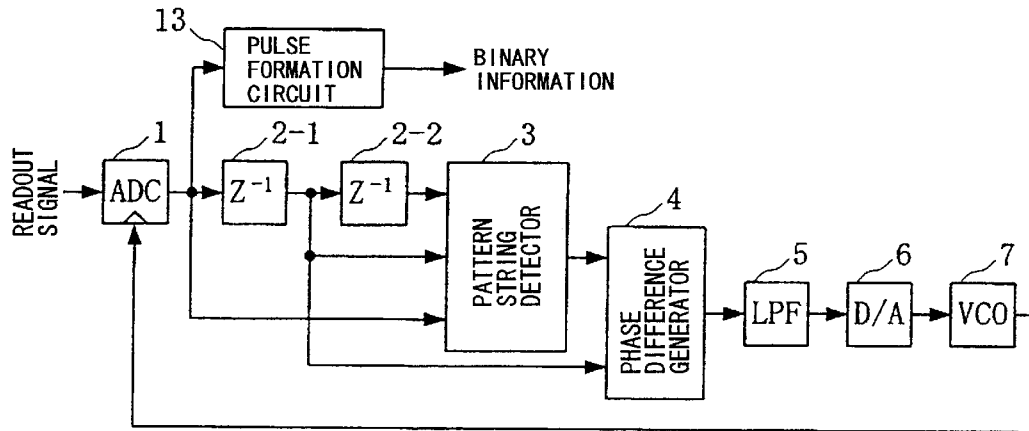 13
PULSE
FORMATION
CIRCUIT
BINARY
INFORMATION
READOUT
SIGNAL
1
ADC
2-1
Z⁻¹
2-2
Z⁻¹
3
PATTERN
STRING
DETECTOR
4
PHASE
DIFFERENCE
GENERATOR
5
LPF
6
D/A
7
VCO